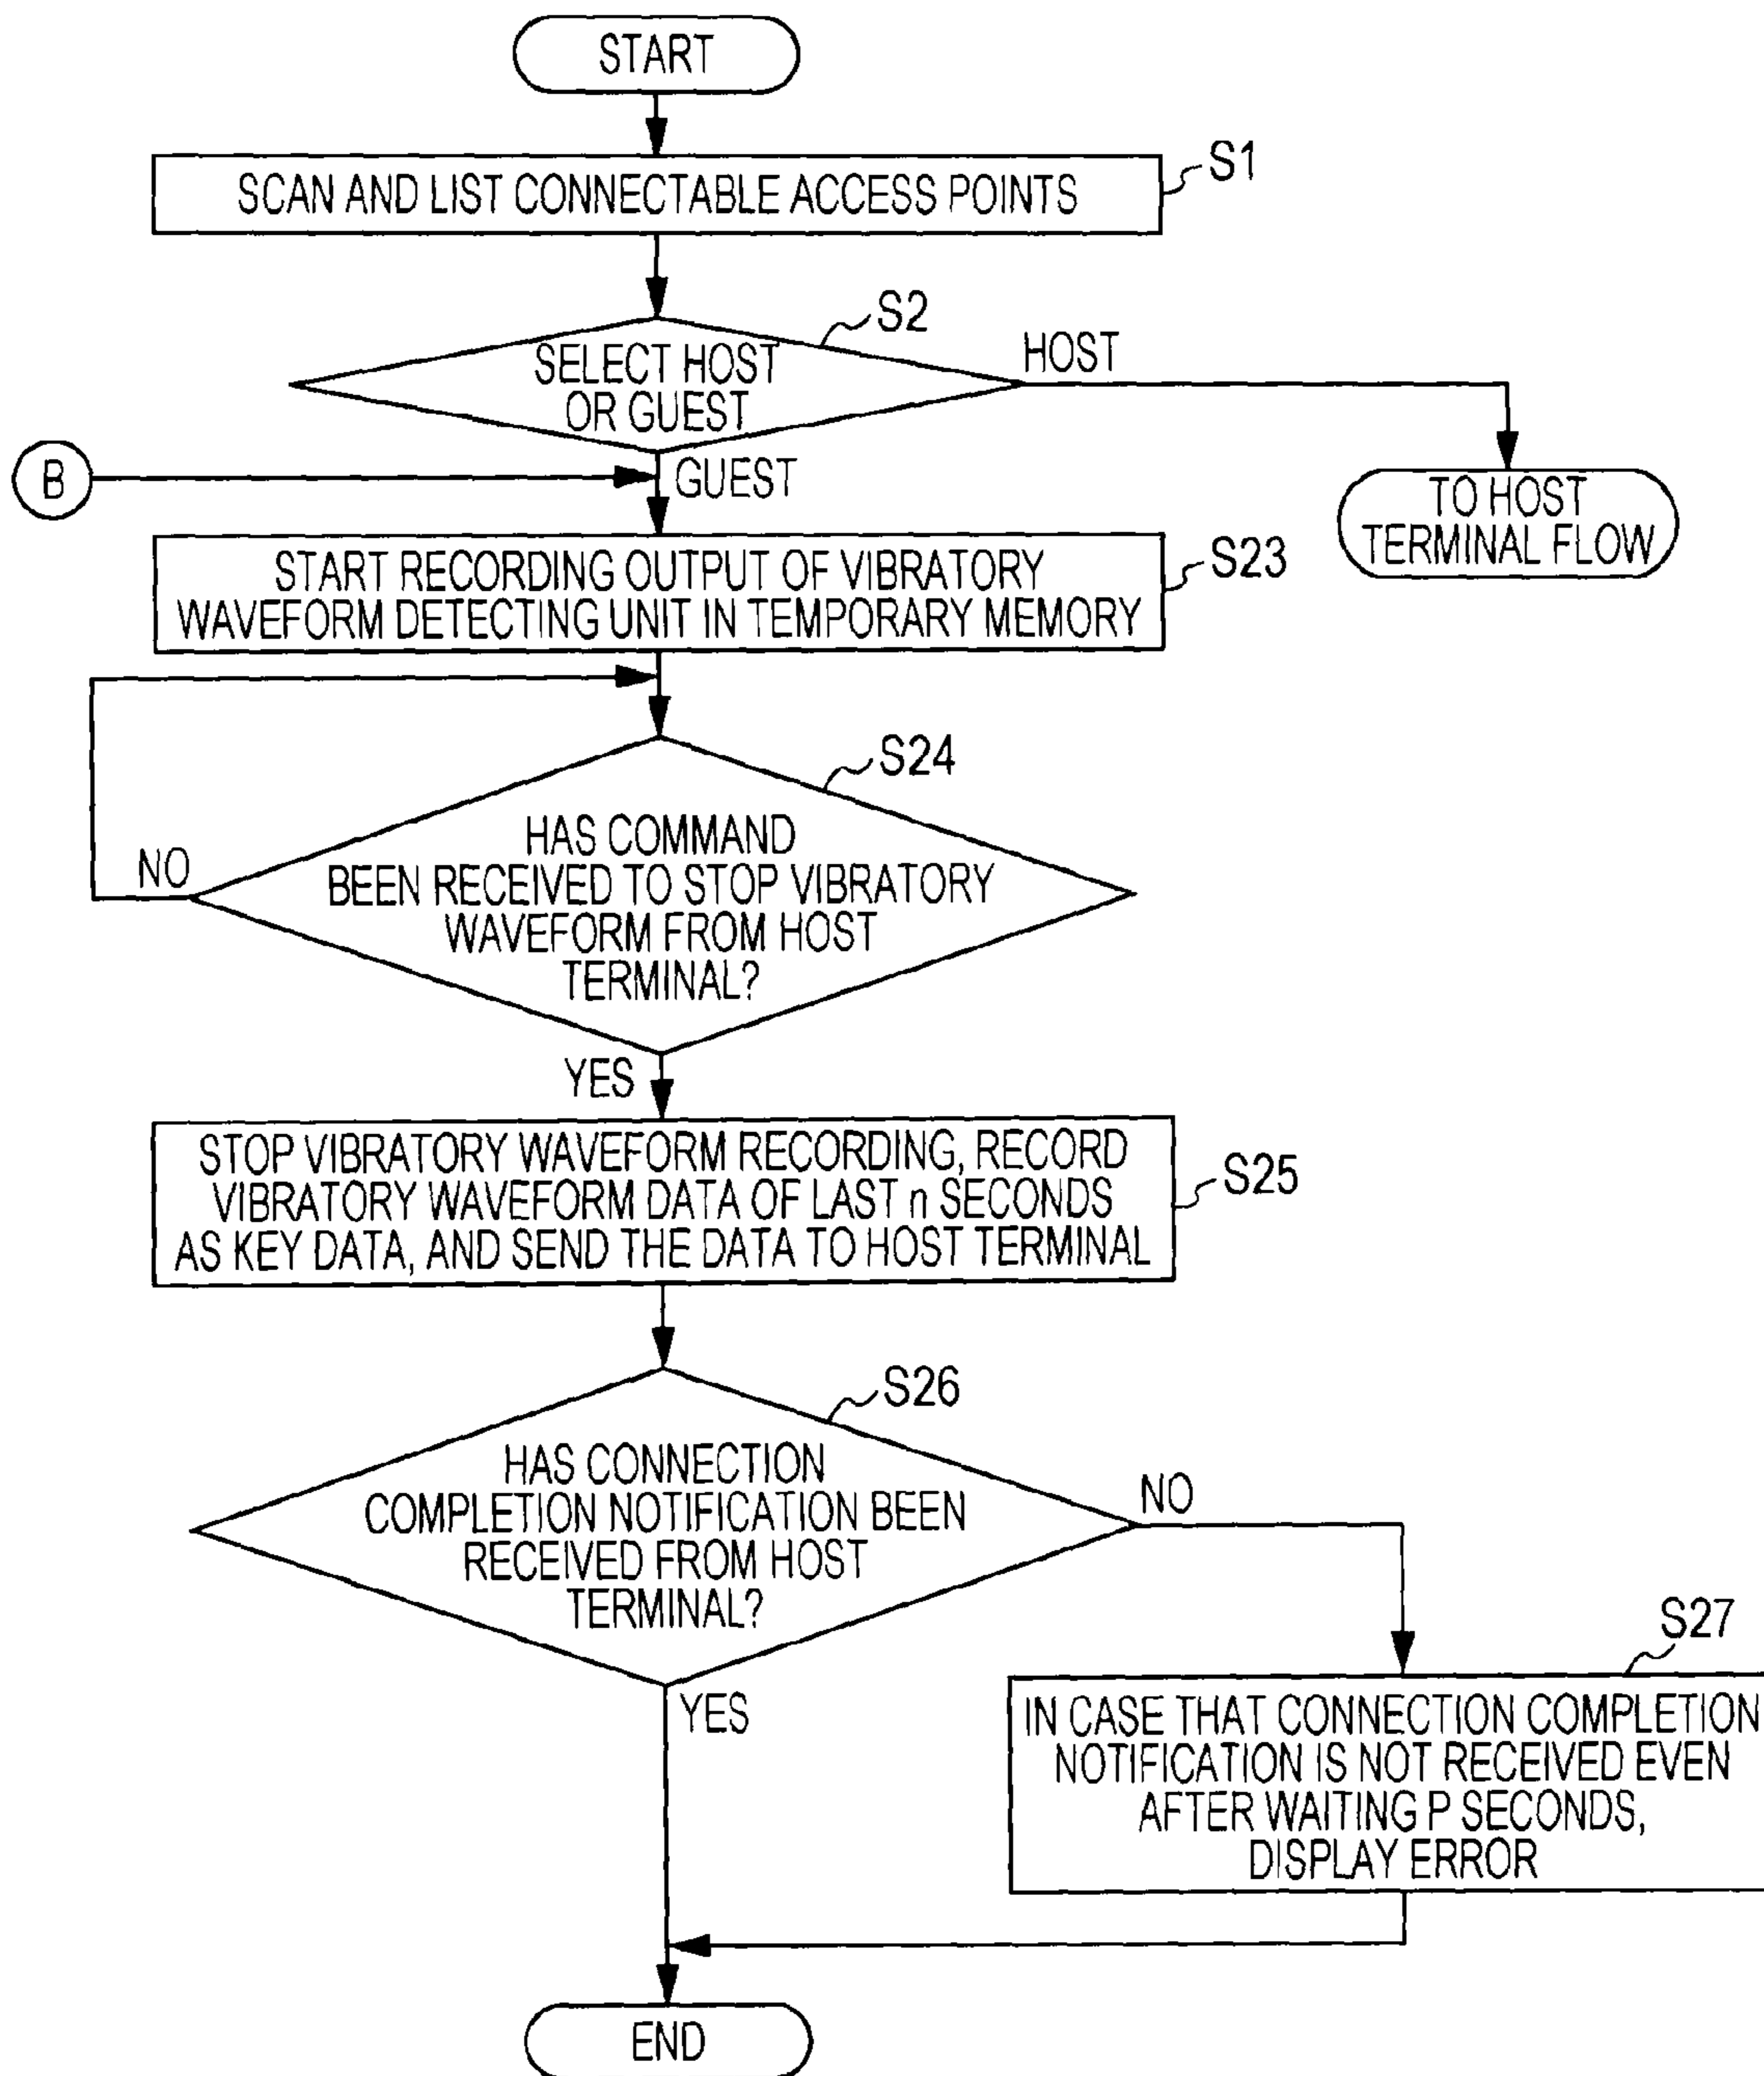 START
SCAN AND LIST CONNECTABLE ACCESS POINTS
S1
S2
SELECT HOST
OR GUEST
HOST
B
GUEST
TO HOST
TERMINAL FLOW
START RECORDING OUTPUT OF VIBRATORY
WAVEFORM DETECTING UNIT IN TEMPORARY MEMORY
S23
S24
HAS COMMAND
BEEN RECEIVED TO STOP VIBRATORY
WAVEFORM FROM HOST
TERMINAL?
NO
YES
STOP VIBRATORY WAVEFORM RECORDING, RECORD
VIBRATORY WAVEFORM DATA OF LAST n SECONDS
AS KEY DATA, AND SEND THE DATA TO HOST TERMINAL
S25
S26
HAS CONNECTION
COMPLETION NOTIFICATION BEEN
RECEIVED FROM HOST
TERMINAL?
NO
YES
S27
IN CASE THAT CONNECTION COMPLETION
NOTIFICATION IS NOT RECEIVED EVEN
AFTER WAITING P SECONDS,
DISPLAY ERROR
END